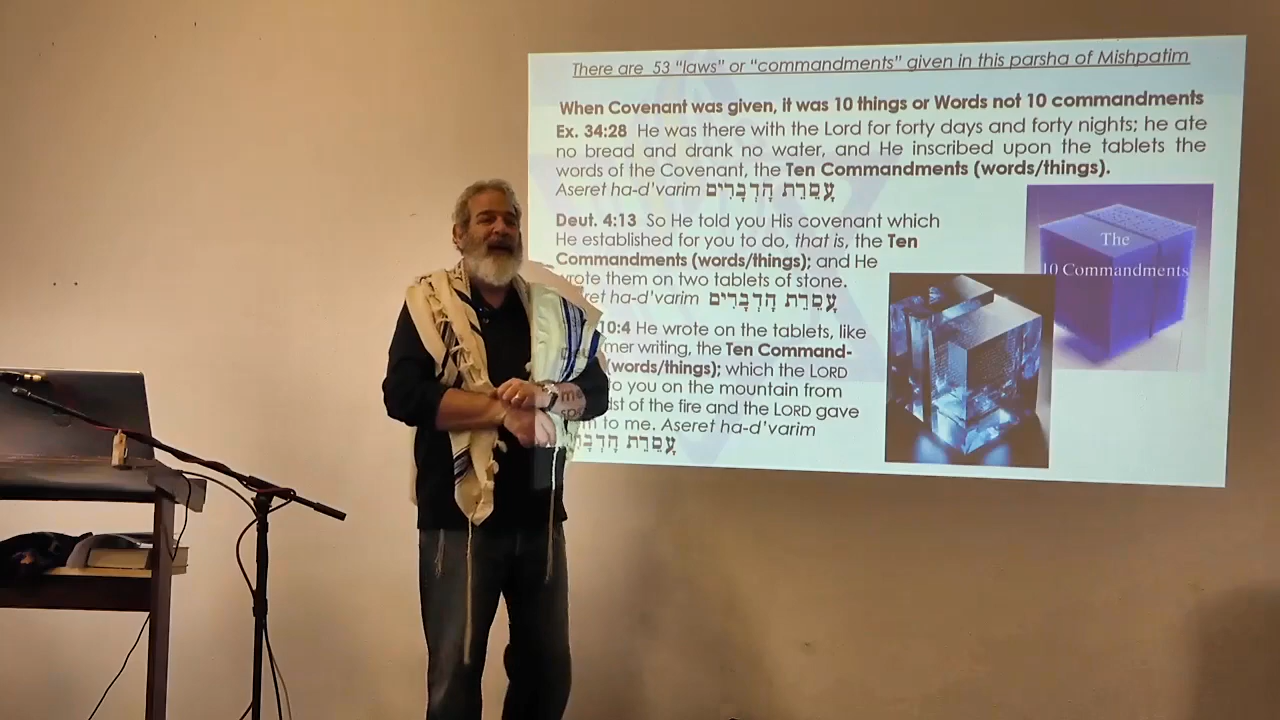 There are 53 "laws" or "commandments" given in this parsha of Mishpatim
When Covenant was given, it was 10 things or Words not 10 commandments
Ex. 34:28 He was there with the Lord for forty days and forty nights; he ate
no bread and drank no water, and He inscribed upon the tablets the
words of the Covenant, the Ten Commandments (words/things).
Aseret ha-d'varim עֲשֶׂרֶת הַדְּבָרִים
Deut. 4:13 So He told you His covenant which
He established for you to do, that is, the Ten
Commandments (words/things); and He
wrote them on two tablets of stone.
ret ha-d'varim עֲשֶׂרֶת הַדְּבָרִים
10:4 He wrote on the tablets, like
mer writing, the Ten Command-
(words/things); which the LORD
to you on the mountain from
dst of the fire and the LORD gave
to me. Aseret ha-d'varim
עֲשֶׂרֶת
The
10 Commandments